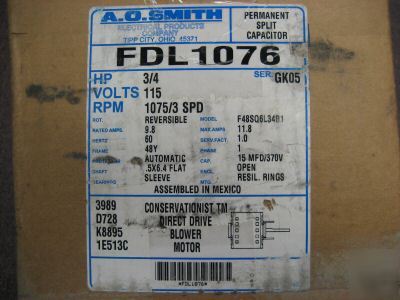 A.O.SMITH
ELECTRICAL PRODUCTS
COMPANY
TIPP CITY, OHIO 45371
PERMANENT
SPLIT
CAPACITOR
FDL1076
HP 3/4 SER. GK05
VOLTS 115
RPM 1075/3 SPD
ROT. REVERSIBLE MODEL F48SQ6L34B1
RATED AMPS. 9.8 MAX.AMPS 11.8
HERTZ 60 SERV.FACT. 1.0
FRAME 48Y PHASE 1
AUTOMATIC CAP. 15 MFD/370V
SHAFT .5X6.4 FLAT ENCL. OPEN
BEARINGS SLEEVE RESIL. RINGS
ASSEMBLED IN MEXICO
3989 CONSERVATIONIST TM
D728 DIRECT DRIVE
K8895 BLOWER
1E513C MOTOR
*FDL1076*